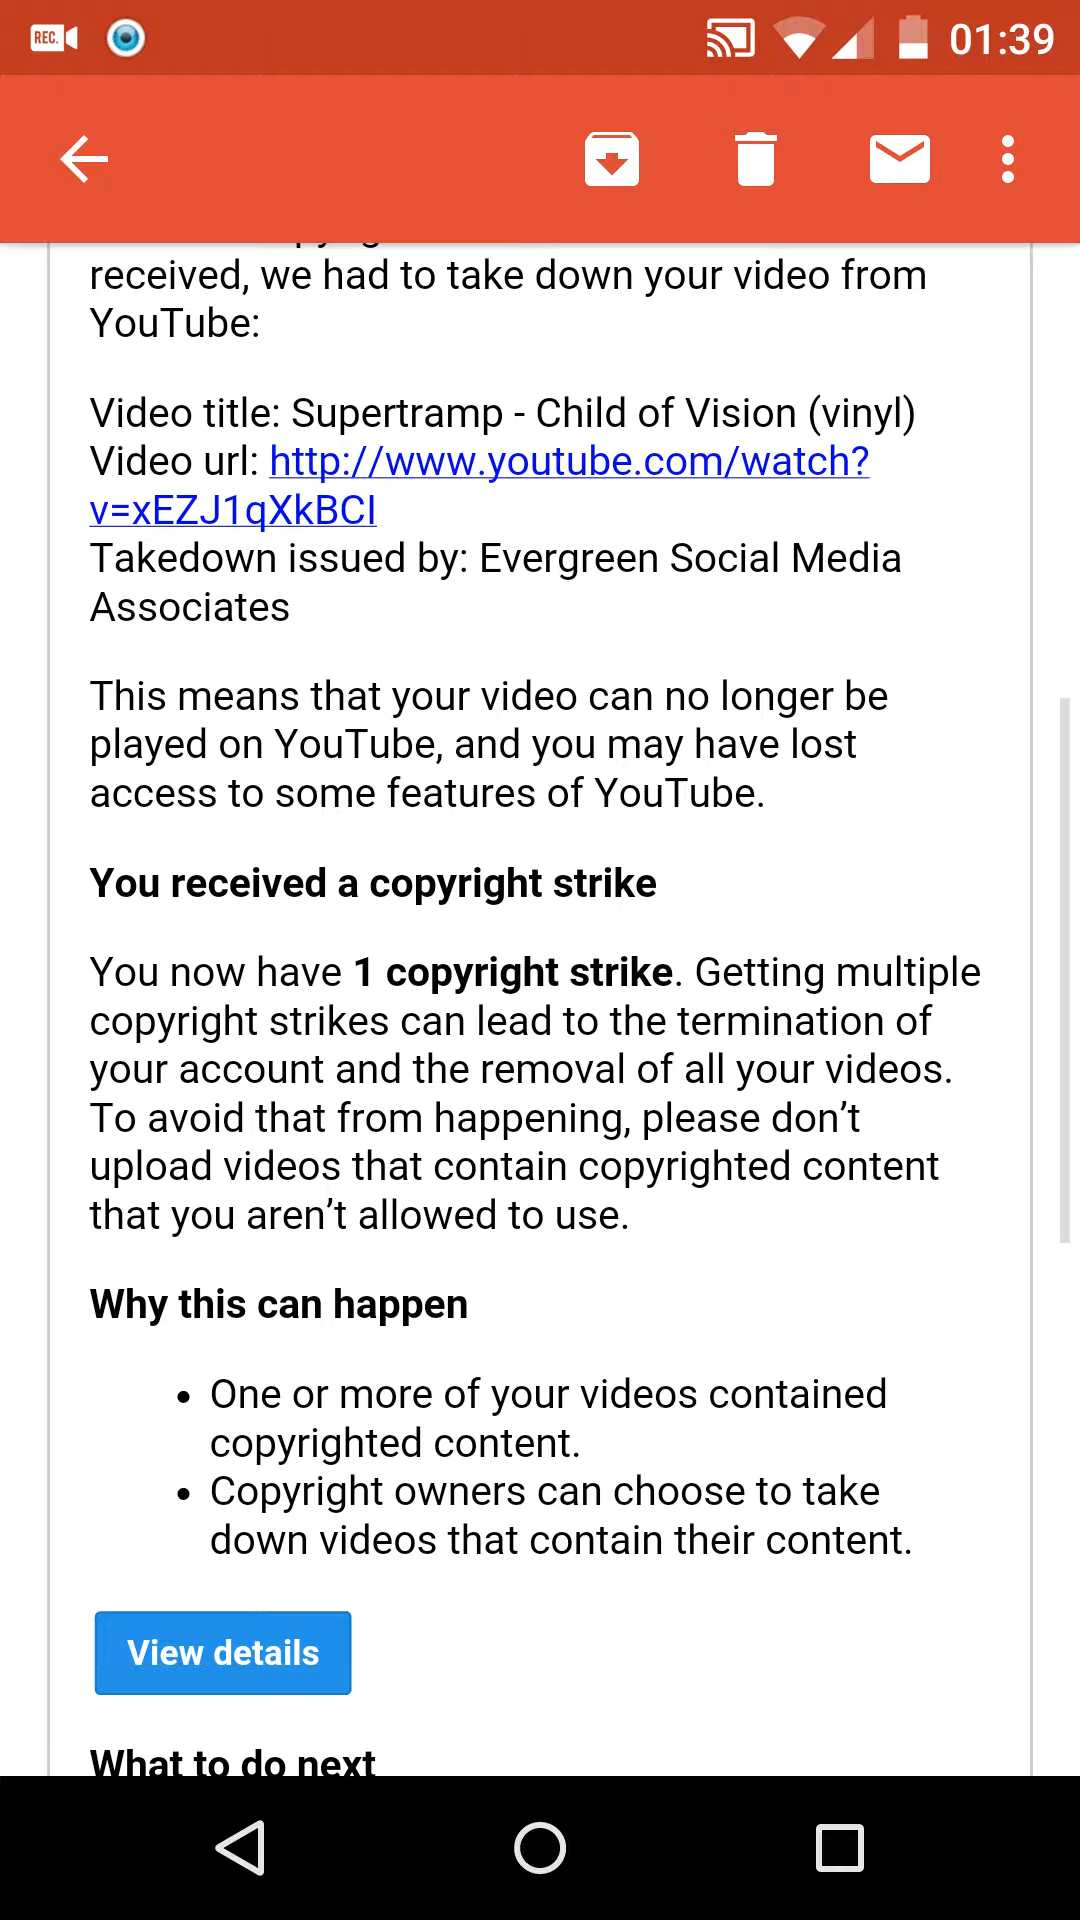 REC.
01:39
received, we had to take down your video from
YouTube:
Video title: Supertramp - Child of Vision (vinyl)
Video url: http://www.youtube.com/watch?
v=xEZJ1qXkBCI
Takedown issued by: Evergreen Social Media
Associates
This means that your video can no longer be
played on YouTube, and you may have lost
access to some features of YouTube.
You received a copyright strike
You now have 1 copyright strike. Getting multiple
copyright strikes can lead to the termination of
your account and the removal of all your videos.
To avoid that from happening, please don’t
upload videos that contain copyrighted content
that you aren’t allowed to use.
Why this can happen
• One or more of your videos contained
copyrighted content.
• Copyright owners can choose to take
down videos that contain their content.
View details
What to do next